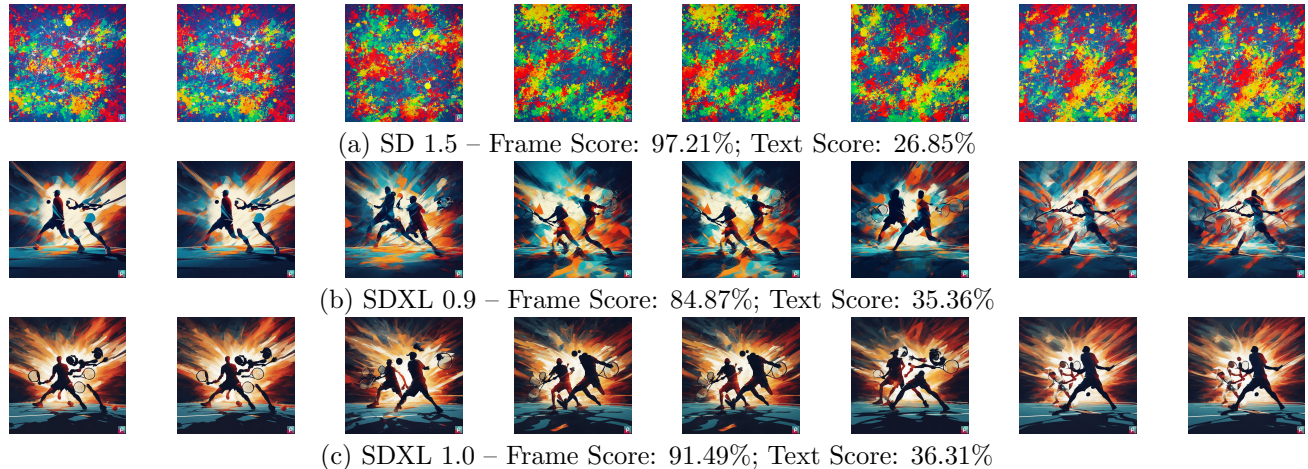 (a) SD 1.5 – Frame Score: 97.21%; Text Score: 26.85%
(b) SDXL 0.9 – Frame Score: 84.87%; Text Score: 35.36%
(c) SDXL 1.0 – Frame Score: 91.49%; Text Score: 36.31%